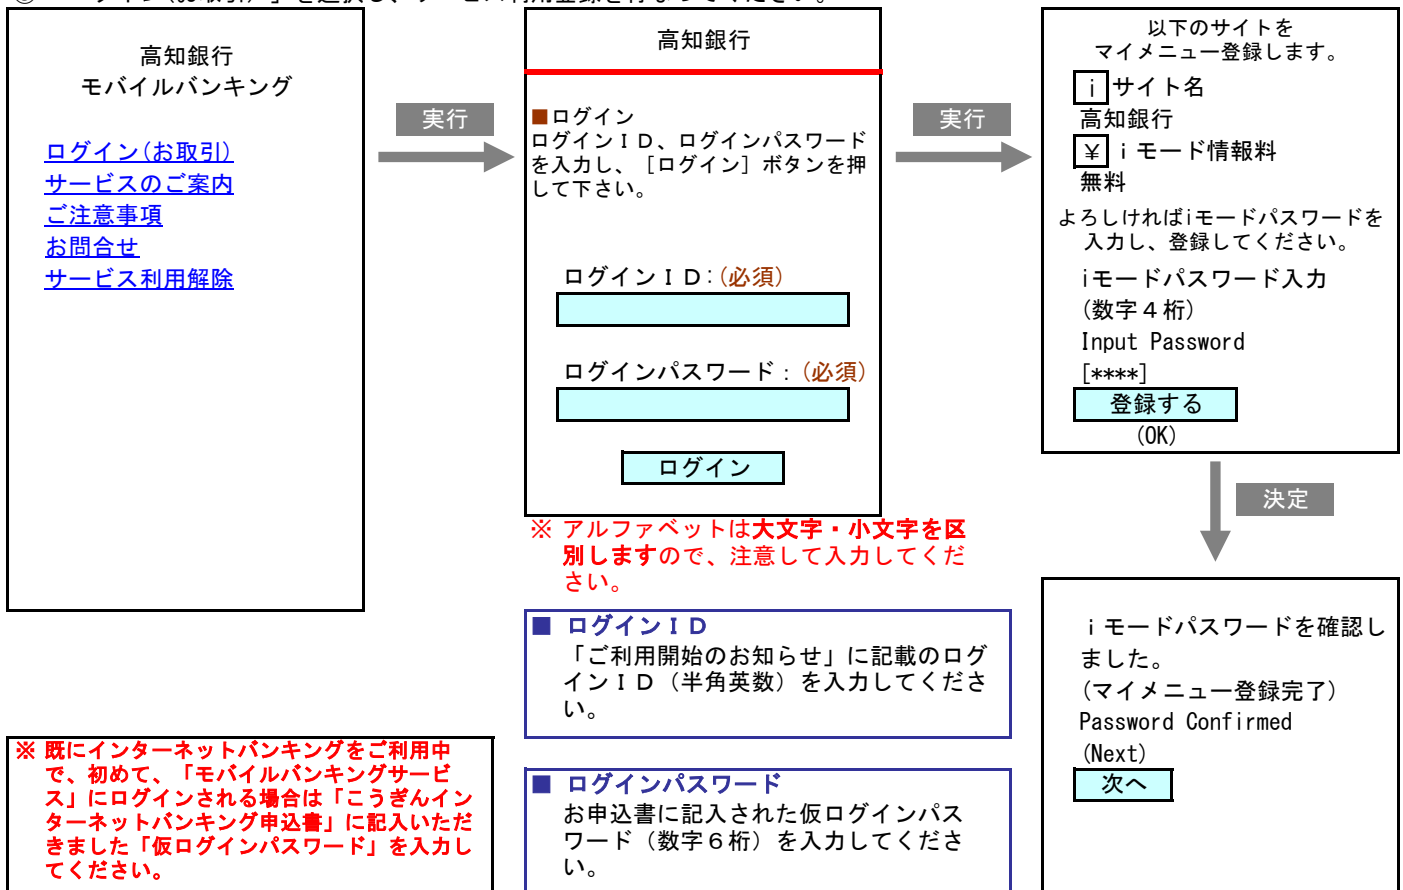 高知銀行
モバイルバンキング
ログイン(お取引)
サービスのご案内
ご注意事項
お問合せ
サービス利用解除
実行
高知銀行
■ログイン
ログインＩＤ、ログインパスワード
を入力し、［ログイン］ボタンを押
して下さい。
ログインＩＤ：(必須)
ログインパスワード：(必須)
ログイン
※ アルファベットは大文字・小文字を区
別しますので、注意して入力してくだ
さい。
実行
以下のサイトを
マイメニュー登録します。
i サイト名
高知銀行
¥ ｉモード情報料
無料
よろしければiモードパスワードを
入力し、登録してください。
iモードパスワード入力
(数字４桁)
Input Password
[****]
登録する
(OK)
決定
ｉモードパスワードを確認し
ました。
(マイメニュー登録完了)
Password Confirmed
(Next)
次へ
■ ログインＩＤ
「ご利用開始のお知らせ」に記載のログ
インＩＤ（半角英数）を入力してくださ
い。
■ ログインパスワード
お申込書に記入された仮ログインパス
ワード（数字６桁）を入力してくださ
い。
※ 既にインターネットバンキングをご利用中
で、初めて、「モバイルバンキングサービ
ス」にログインされる場合は「こうぎんイン
ターネットバンキング申込書」に記入いただ
きました「仮ログインパスワード」を入力し
てください。